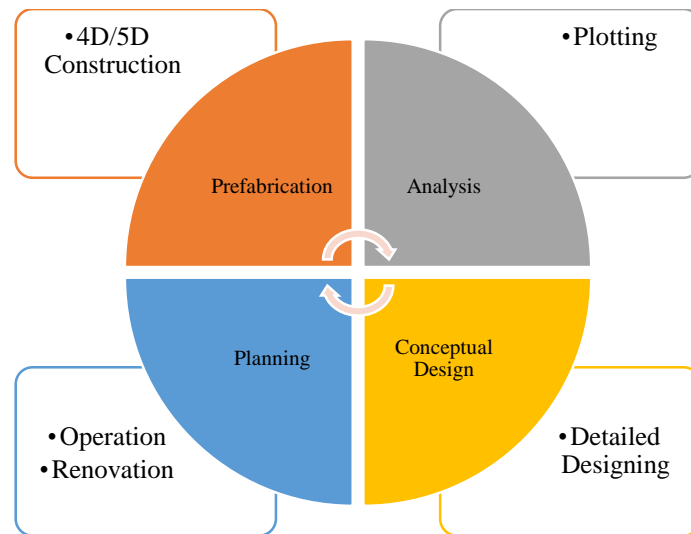 •4D/5D
Construction
•Plotting
Prefabrication
Analysis
Planning
Conceptual
Design
•Operation
•Renovation
•Detailed
Designing